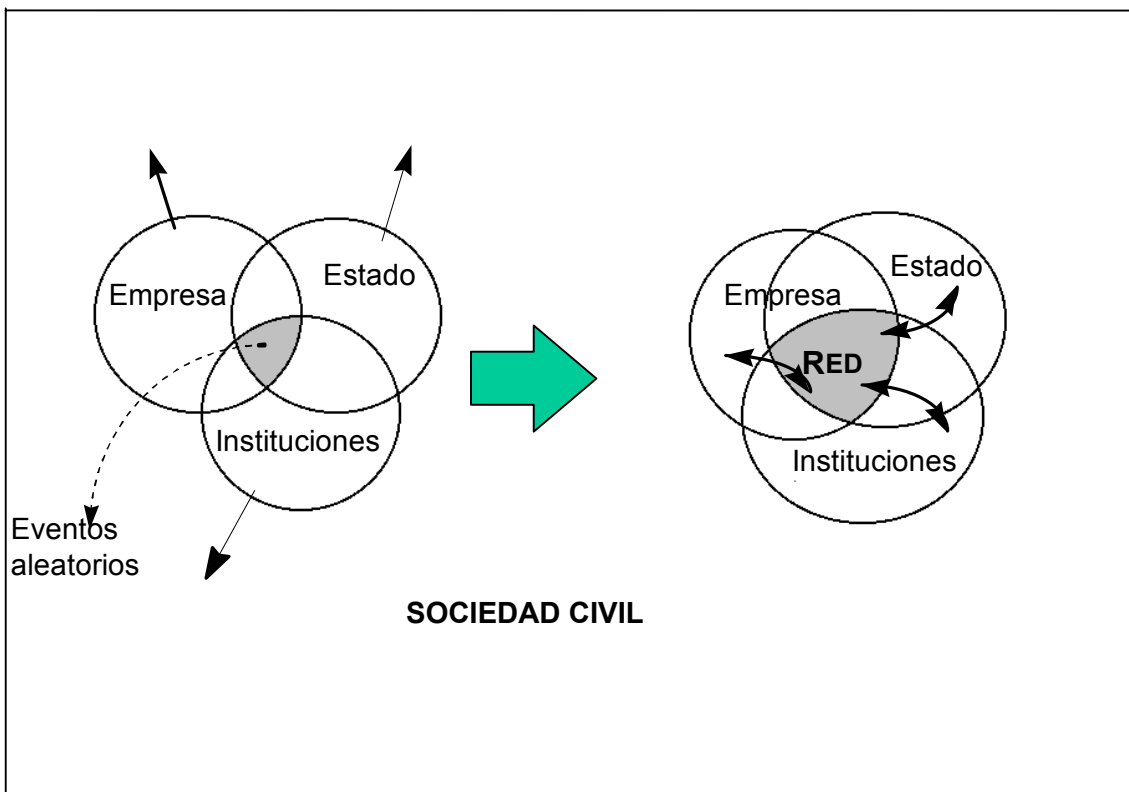 Empresa
Estado
Instituciones
Eventos
aleatorios
Empresa
Estado
RED
Instituciones
SOCIEDAD CIVIL